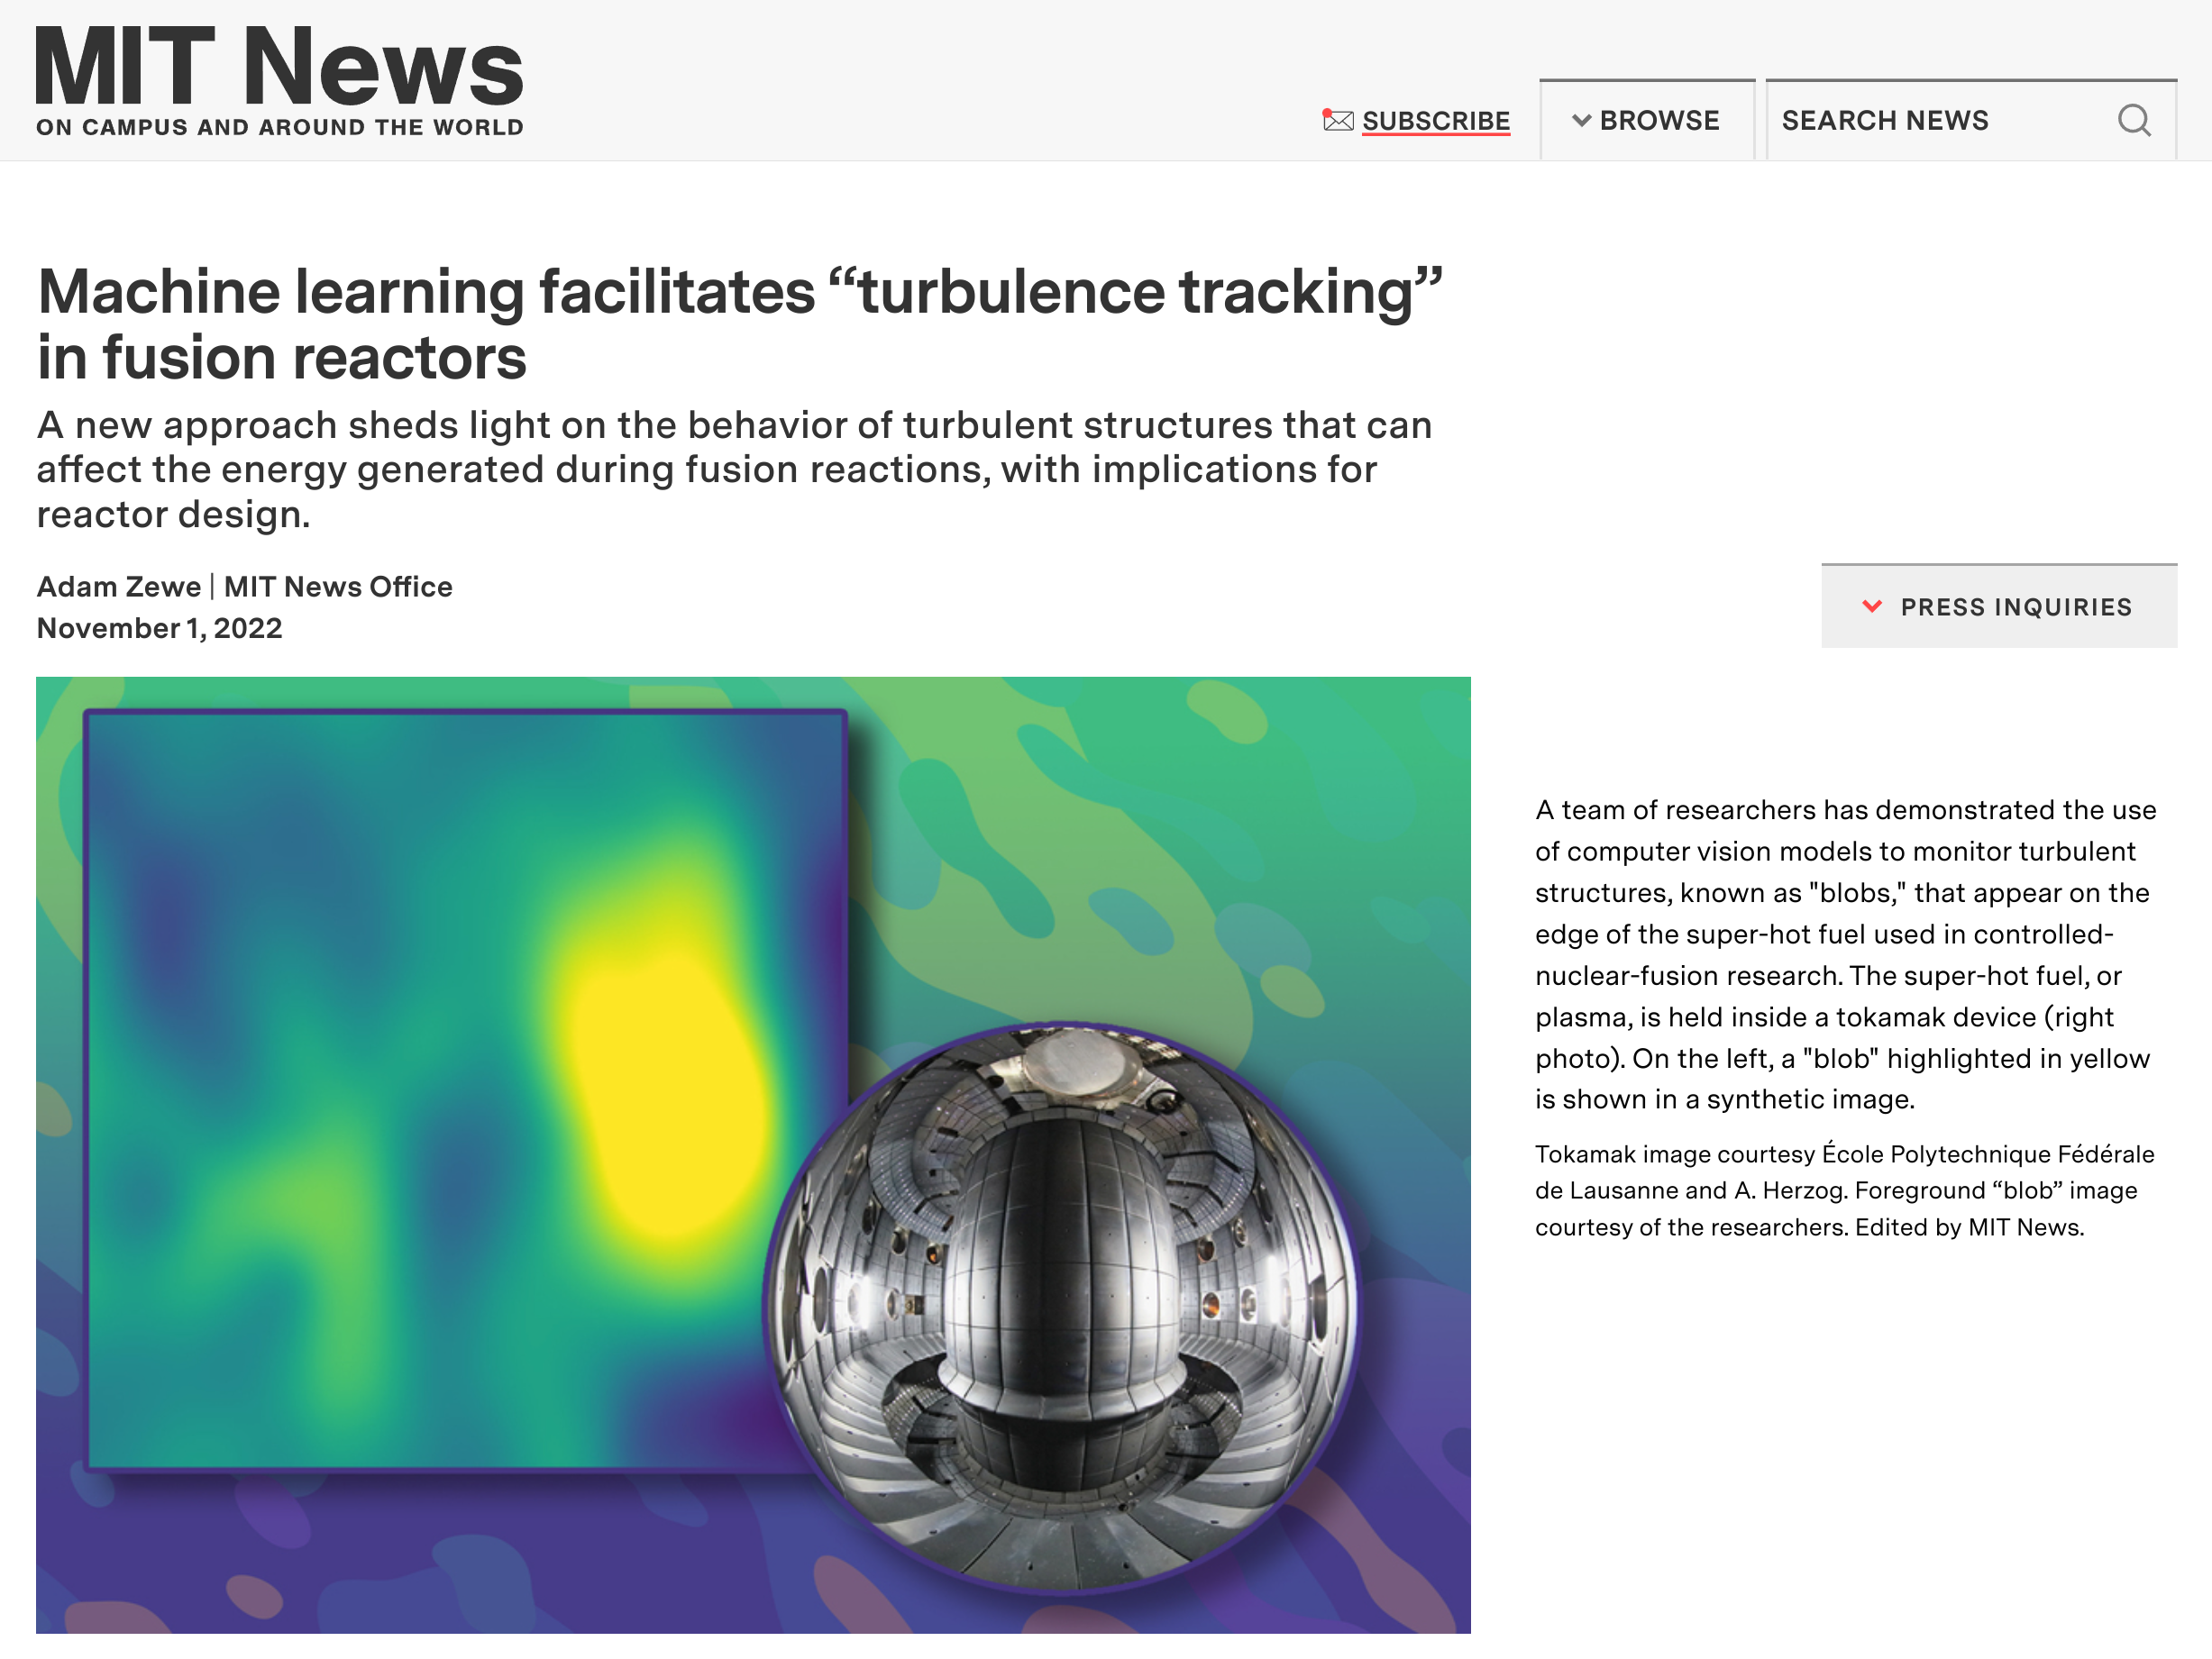 MIT News
ON CAMPUS AND AROUND THE WORLD
SUBSCRIBE
BROWSE
SEARCH NEWS
Machine learning facilitates “turbulence tracking”
in fusion reactors
A new approach sheds light on the behavior of turbulent structures that can
affect the energy generated during fusion reactions, with implications for
reactor design.
Adam Zewe | MIT News Office
November 1, 2022
PRESS INQUIRIES
A team of researchers has demonstrated the use
of computer vision models to monitor turbulent
structures, known as "blobs," that appear on the
edge of the super-hot fuel used in controlled-
nuclear-fusion research. The super-hot fuel, or
plasma, is held inside a tokamak device (right
photo). On the left, a "blob" highlighted in yellow
is shown in a synthetic image.
Tokamak image courtesy École Polytechnique Fédérale
de Lausanne and A. Herzog. Foreground “blob” image
courtesy of the researchers. Edited by MIT News.